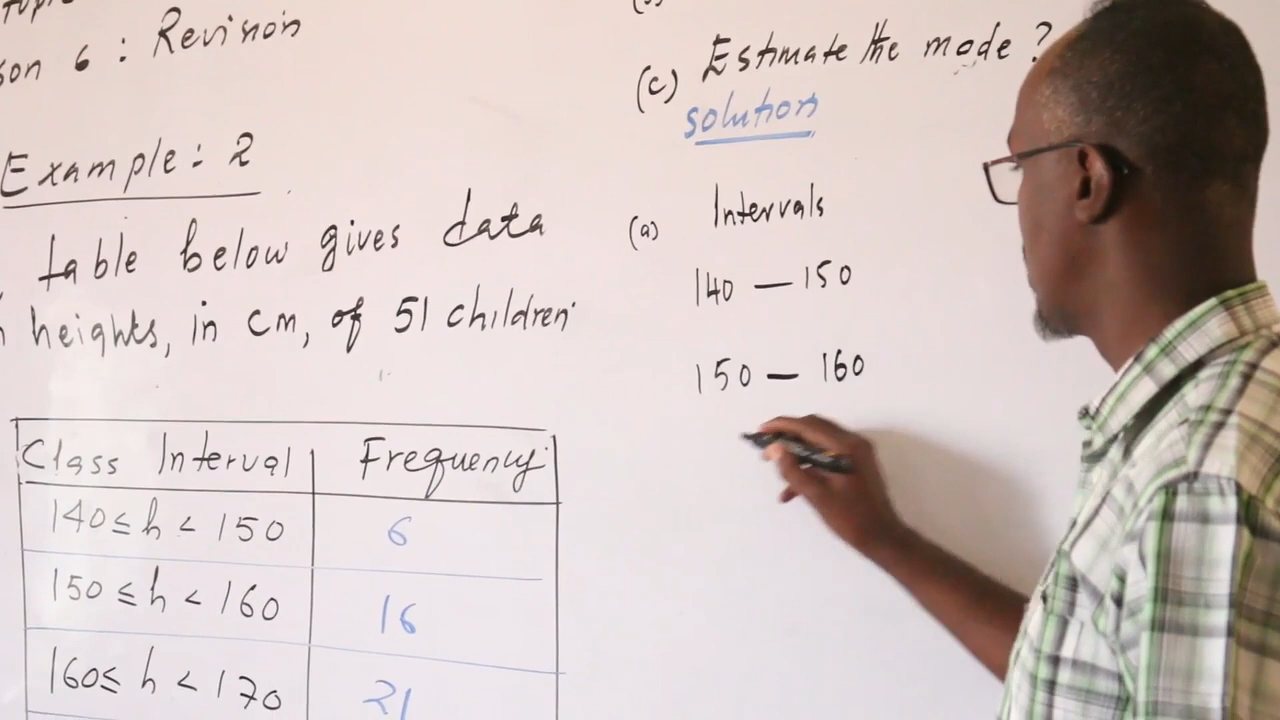 son 6 : Revision
Example : 2
table below gives data
heights, in cm, of 51 children.
Class Interval Frequency
140 ≤ h < 150 6
150 ≤ h < 160 16
160 ≤ h < 170 21
(c) Estimate the mode ?
solution
(a) Intervals
140 — 150
150 — 160